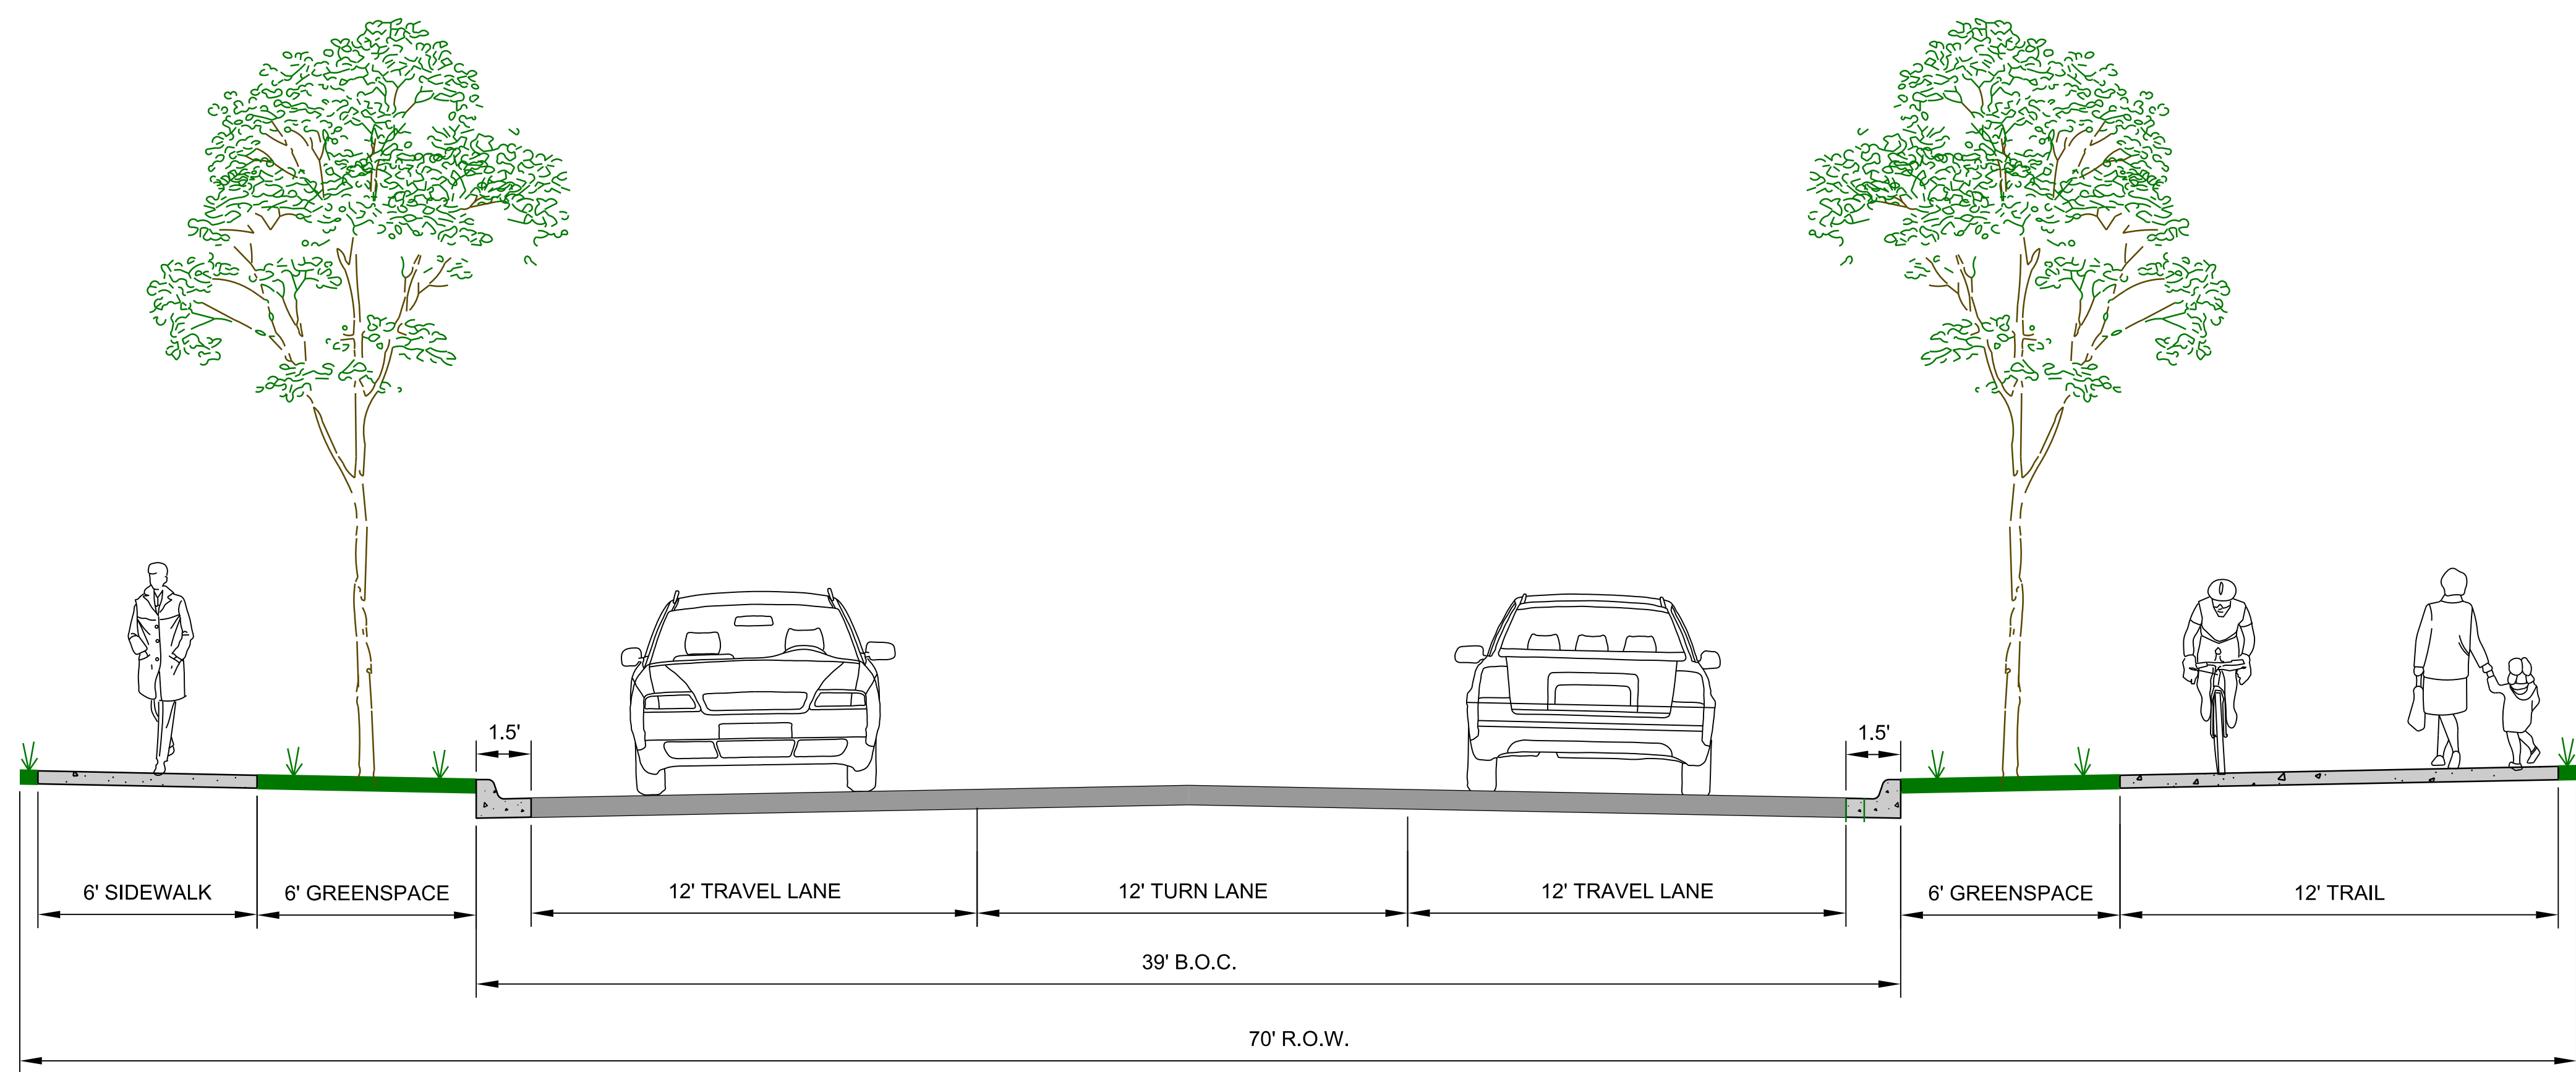 1.5'
1.5'
6' SIDEWALK
6' GREENSPACE
12' TRAVEL LANE
12' TURN LANE
12' TRAVEL LANE
6' GREENSPACE
12' TRAIL
39' B.O.C.
70' R.O.W.